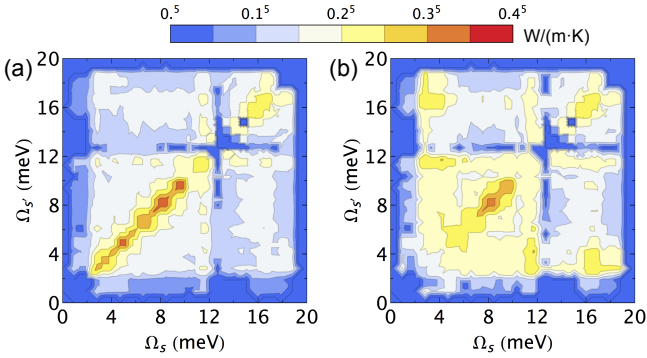 0.5 0.1⁵ 0.2⁵ 0.3⁵ 0.4⁵
W/(m·K)
(a) (b)
20 20
16 16
12 12
8 8
4 4
0 0
Ωs' (meV) Ωs' (meV)
0 4 8 12 16 20 0 4 8 12 16 20
Ωs (meV) Ωs (meV)